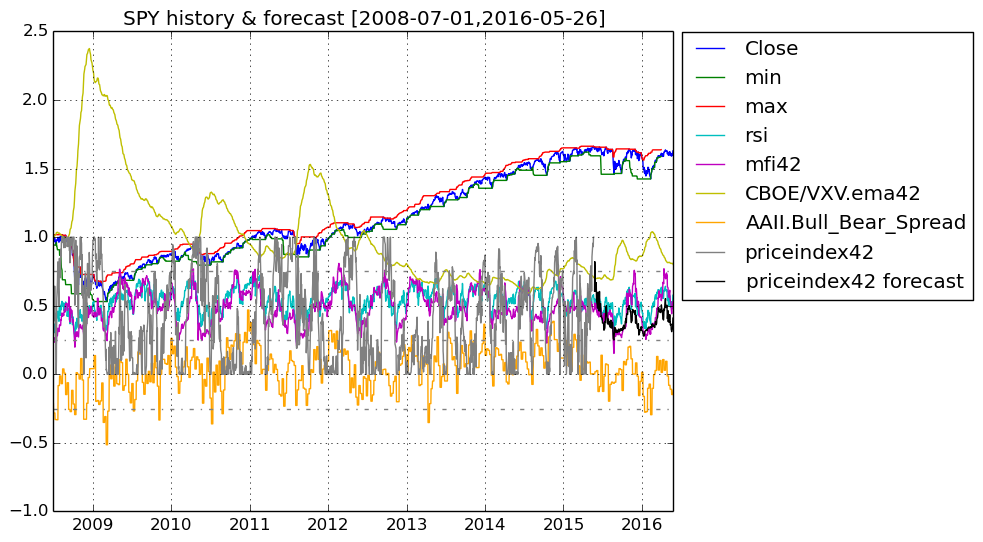 SPY history & forecast [2008-07-01,2016-05-26]
2.5
2.0
1.5
1.0
0.5
0.0
−0.5
−1.0
2009 2010 2011 2012 2013 2014 2015 2016
Close
min
max
rsi
mfi42
CBOE/VXV.ema42
AAII.Bull_Bear_Spread
priceindex42
priceindex42 forecast